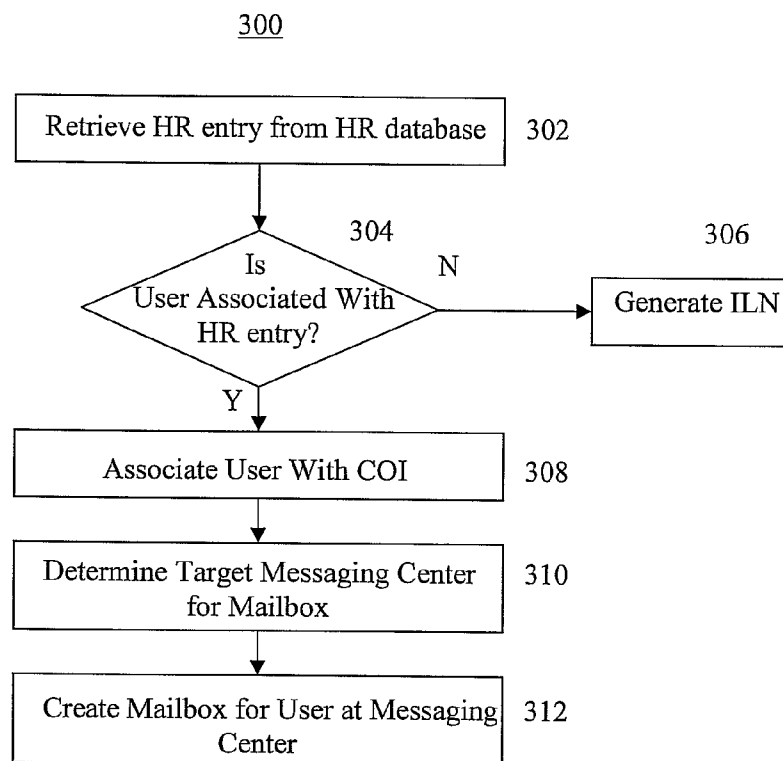 300
Retrieve HR entry from HR database
302
304
306
Is
User Associated With
HR entry?
N
Generate ILN
Y
Associate User With COI
308
Determine Target Messaging Center
for Mailbox
310
Create Mailbox for User at Messaging
Center
312